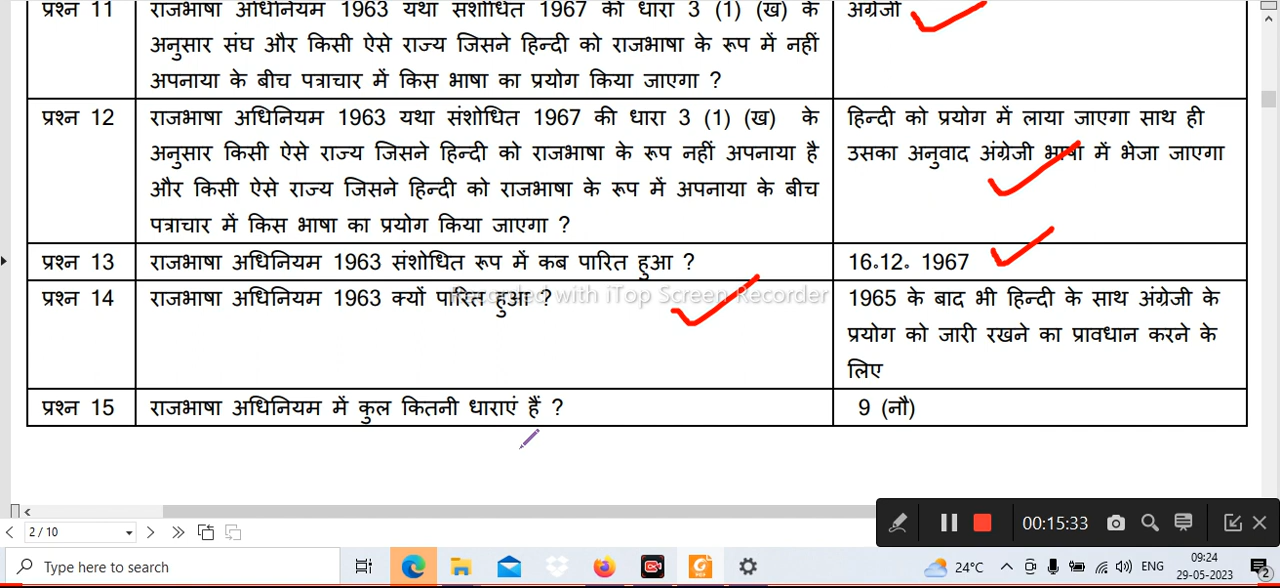 प्रश्न 11 राजभाषा अधिनियम 1963 यथा संशोधित 1967 की धारा 3 (1) (ख) के अंग्रेजी
अनुसार संघ और किसी ऐसे राज्य जिसने हिन्दी को राजभाषा के रूप में नहीं
अपनाया के बीच पत्राचार में किस भाषा का प्रयोग किया जाएगा ?
प्रश्न 12 राजभाषा अधिनियम 1963 यथा संशोधित 1967 की धारा 3 (1) (ख) के हिन्दी को प्रयोग में लाया जाएगा साथ ही
अनुसार किसी ऐसे राज्य जिसने हिन्दी को राजभाषा के रूप नहीं अपनाया है उसका अनुवाद अंग्रेजी भाषा में भेजा जाएगा
और किसी ऐसे राज्य जिसने हिन्दी को राजभाषा के रूप में अपनाया के बीच
पत्राचार में किस भाषा का प्रयोग किया जाएगा ?
प्रश्न 13 राजभाषा अधिनियम 1963 संशोधित रूप में कब पारित हुआ ? 16.12. 1967
प्रश्न 14 राजभाषा अधिनियम 1963 क्यों पारित हुआ ? 1965 के बाद भी हिन्दी के साथ अंग्रेजी के
Recorded with iTop Screen Recorder
प्रयोग को जारी रखने का प्रावधान करने के
लिए
प्रश्न 15 राजभाषा अधिनियम में कुल कितनी धाराएं हैं ? 9 (नौ)
2 / 10
00:15:33
Type here to search
24°C ENG
09:24
29-05-2023
2